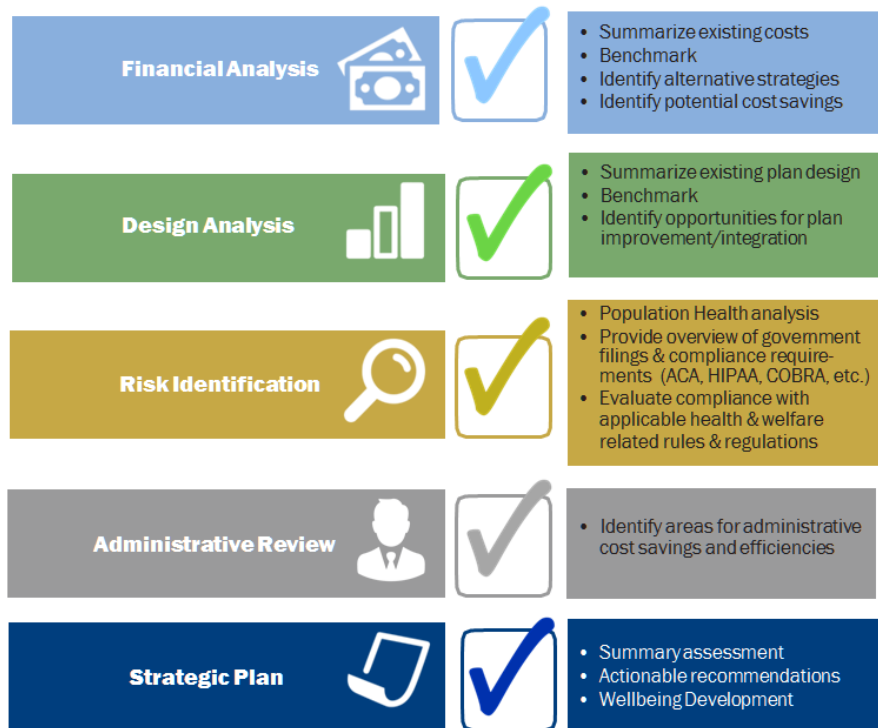 Financial Analysis
• Summarize existing costs
• Benchmark
• Identify alternative strategies
• Identify potential cost savings
Design Analysis
• Summarize existing plan design
• Benchmark
• Identify opportunities for plan
improvement/integration
Risk Identification
• Population Health analysis
• Provide overview of government
filings & compliance require-
ments (ACA, HIPAA, COBRA, etc.)
• Evaluate compliance with
applicable health & welfare
related rules & regulations
Administrative Review
• Identify areas for administrative
cost savings and efficiencies
Strategic Plan
• Summary assessment
• Actionable recommendations
• Wellbeing Development